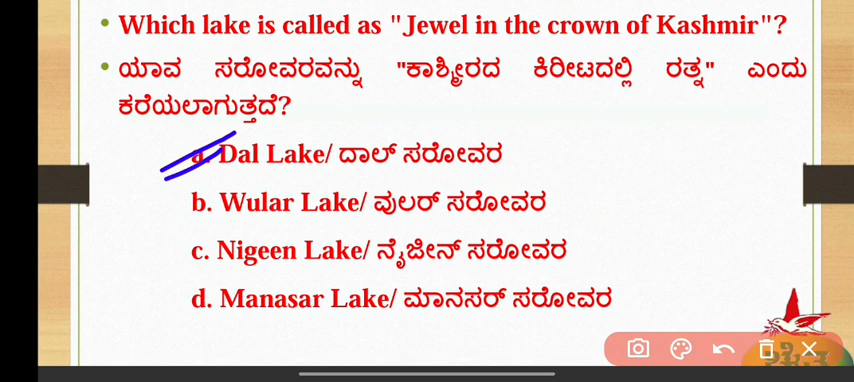 Which lake is called as "Jewel in the crown of Kashmir"?
ಯಾವ ಸರೋವರವನ್ನು "ಕಾಶ್ಮೀರದ ಕಿರೀಟದಲ್ಲಿ ರತ್ನ" ಎಂದು
ಕರೆಯಲಾಗುತ್ತದೆ?
a. Dal Lake/ ದಾಲ್ ಸರೋವರ
b. Wular Lake/ ವುಲರ್ ಸರೋವರ
c. Nigeen Lake/ ನೈಜೀನ್ ಸರೋವರ
d. Manasar Lake/ ಮಾನಸರ್ ಸರೋವರ